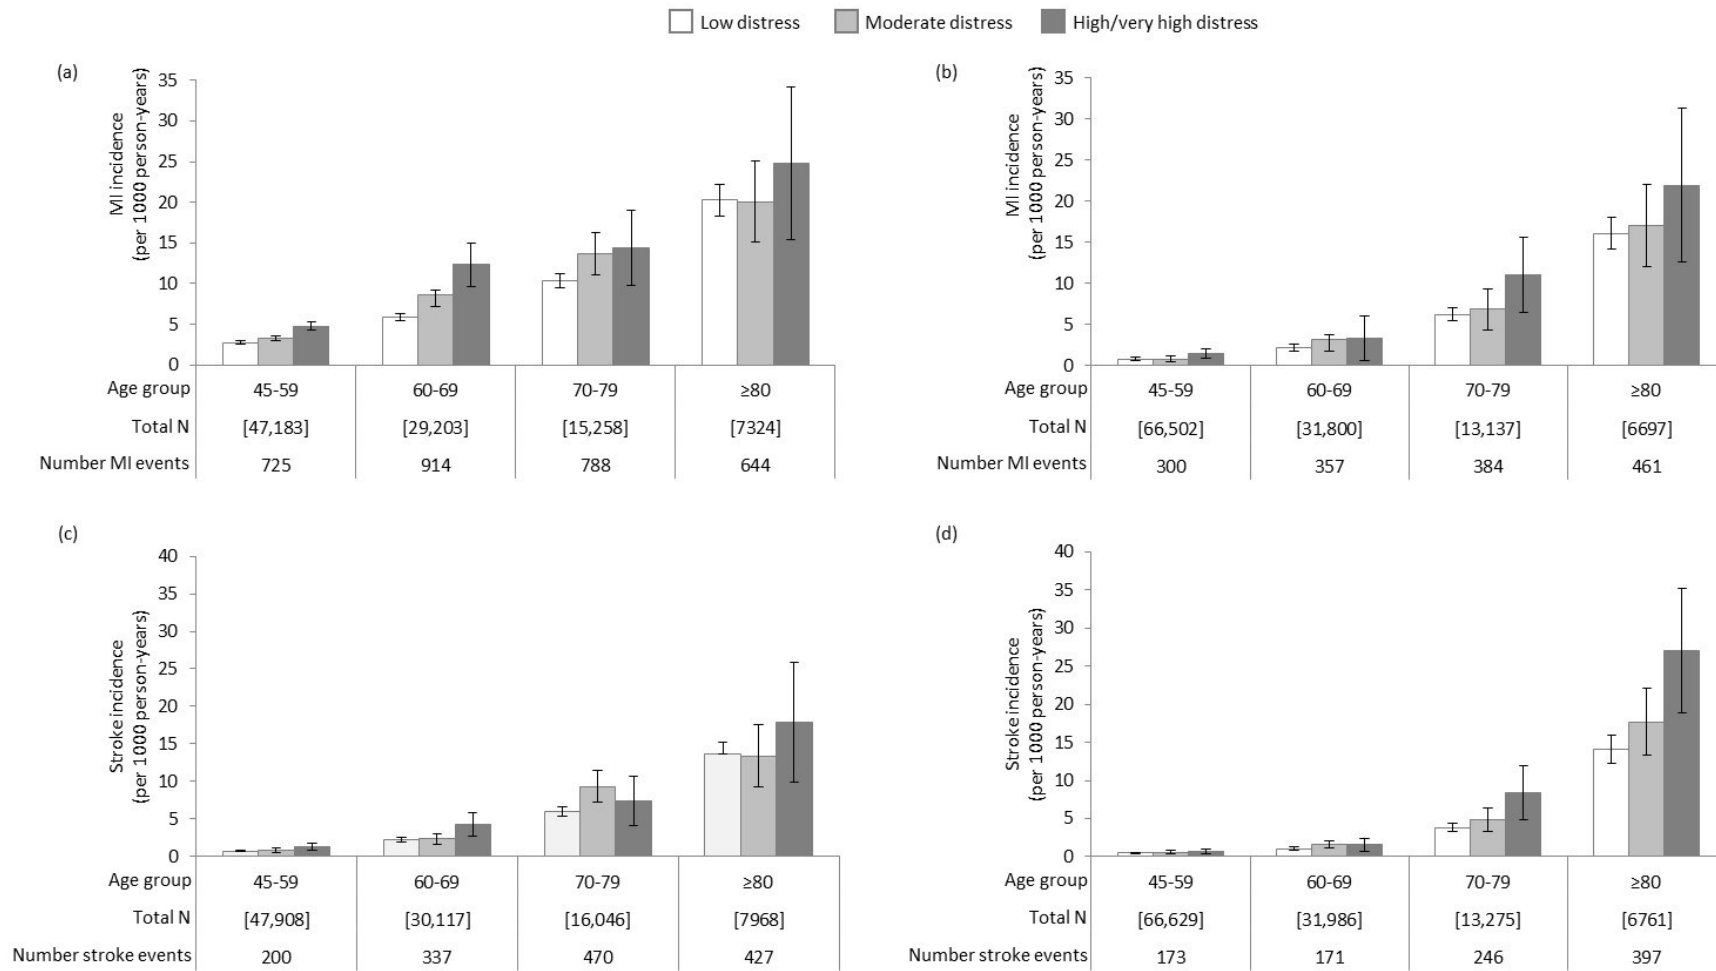 Low distress Moderate distress High/very high distress
(a)
MI incidence
(per 1000 person-years)
35
30
25
20
15
10
5
0
Age group 45-59 60-69 70-79 ≥80
Total N [47,183] [29,203] [15,258] [7324]
Number MI events 725 914 788 644
(b)
MI incidence
(per 1000 person-years)
35
30
25
20
15
10
5
0
Age group 45-59 60-69 70-79 ≥80
Total N [66,502] [31,800] [13,137] [6697]
Number MI events 300 357 384 461
(c)
Stroke incidence
(per 1000 person-years)
40
35
30
25
20
15
10
5
0
Age group 45-59 60-69 70-79 ≥80
Total N [47,908] [30,117] [16,046] [7968]
Number stroke events 200 337 470 427
(d)
Stroke incidence
(per 1000 person-years)
40
35
30
25
20
15
10
5
0
Age group 45-59 60-69 70-79 ≥80
Total N [66,629] [31,986] [13,275] [6761]
Number stroke events 173 171 246 397